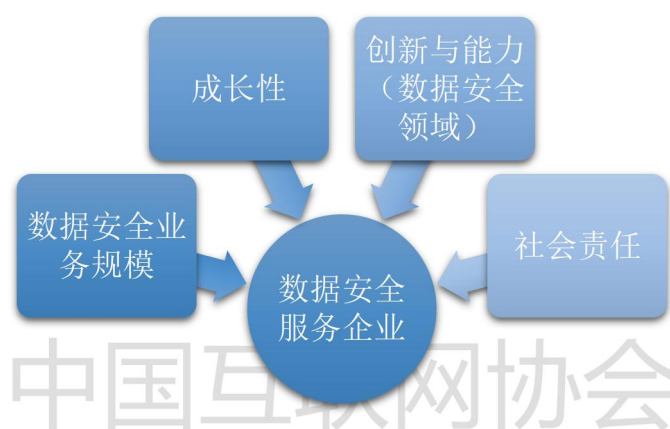 成长性
创新与能力
（数据安全
领域）
数据安全业
务规模
社会责任
数据安全
服务企业
中国互联网协会